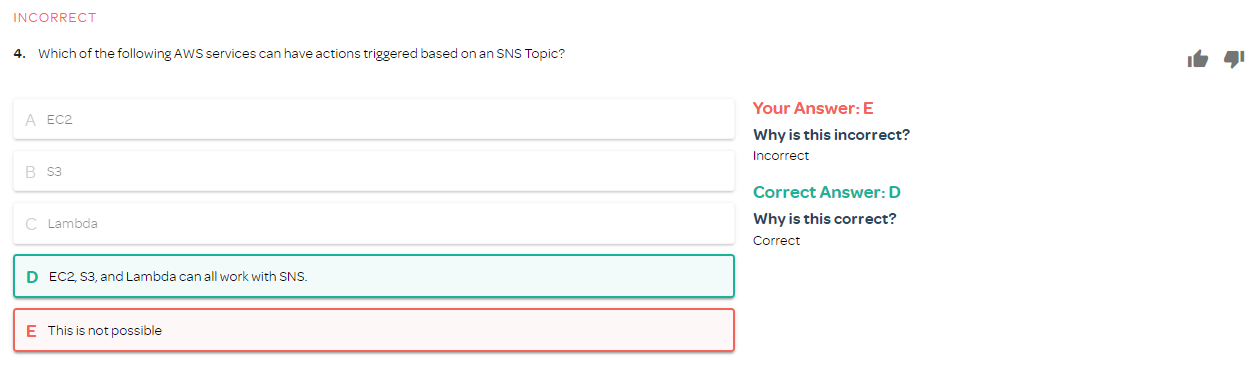 INCORRECT
4. Which of the following AWS services can have actions triggered based on an SNS Topic?
A EC2
B S3
C Lambda
D EC2, S3, and Lambda can all work with SNS.
E This is not possible
Your Answer: E
Why is this incorrect?
Incorrect
Correct Answer: D
Why is this correct?
Correct